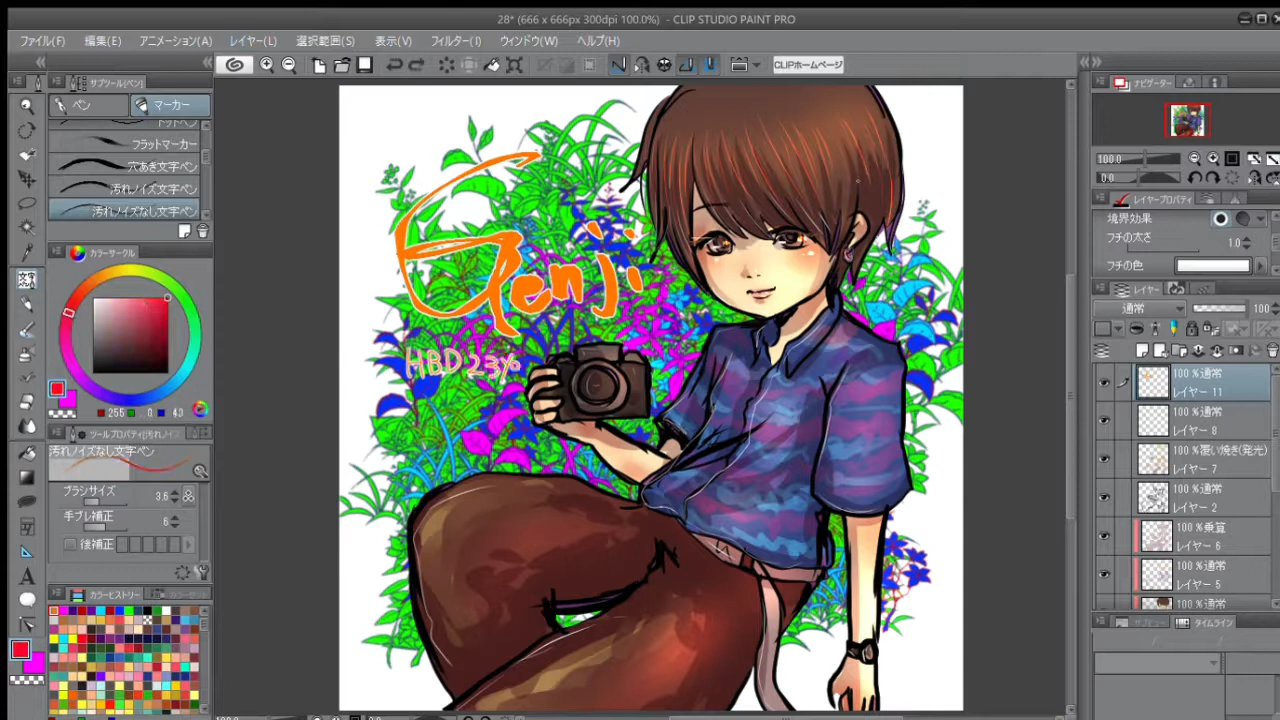 28* (666 x 666px 300dpi 100.0%) - CLIP STUDIO PAINT PRO
ファイル(F) 編集(E) アニメーション(A) レイヤー(L) 選択範囲(S) 表示(V) フィルター(I) ウィンドウ(W) ヘルプ(H)
CLIPホームページ
サブツール(ペン)
ペン マーカー
フラットマーカー
穴あき文字ペン
汚れノイズ文字ペン
汚れノイズなし文字ペン
カラーサークル
255 0 43
ツールプロパティ(汚れノイズ
汚れノイズなし文字ペン
ブラシサイズ 3.6
手ブレ補正 6
後補正
カラーヒストリー
Genji
HBD 23%
ナビゲーター
100.0
0.0
レイヤープロパティ
境界効果
フチの太さ 1.0
フチの色
レイヤー
通常 100
100 %通常
レイヤー 11
100 %通常
レイヤー 8
100 %覆い焼き(発光)
レイヤー 7
100 %通常
レイヤー 2
100 %乗算
レイヤー 6
100 %通常
レイヤー 5
100 %通常
サブビュー タイムライン